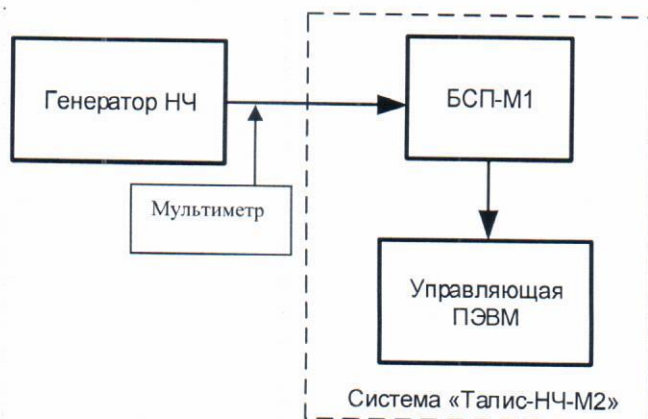 Генератор НЧ
БСП-М1
Мультиметр
Управляющая
ПЭВМ
Система «Талис-НЧ-М2»